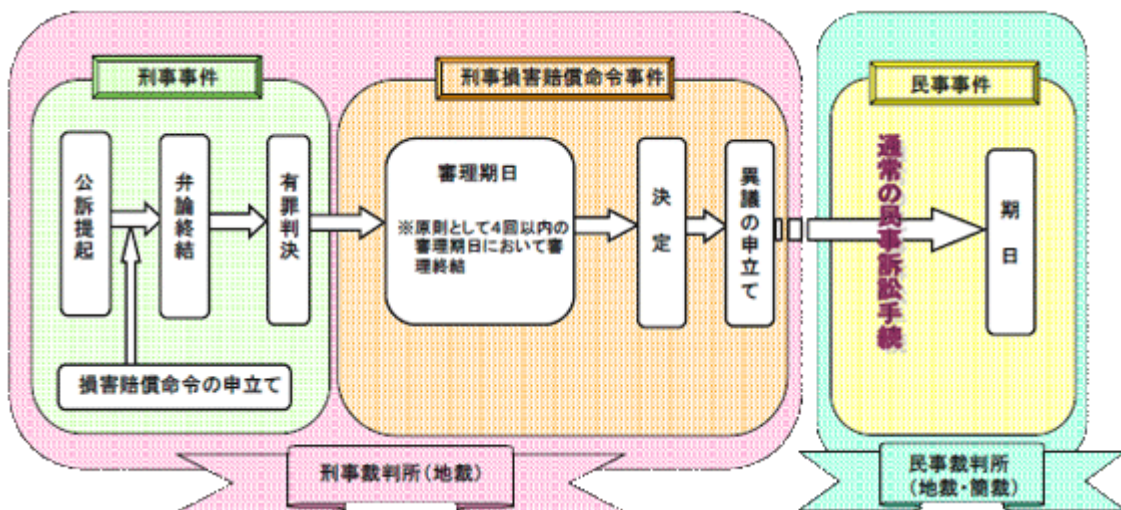 刑事事件
公訴提起
弁論終結
有罪判決
損害賠償命令の申立て
刑事損害賠償命令事件
審理期日
※原則として4回以内の
審理期日において審
理終結
決定
異議の申立て
刑事裁判所(地裁)
民事事件
通常の民事訴訟手続
期日
民事裁判所
(地裁・簡裁)